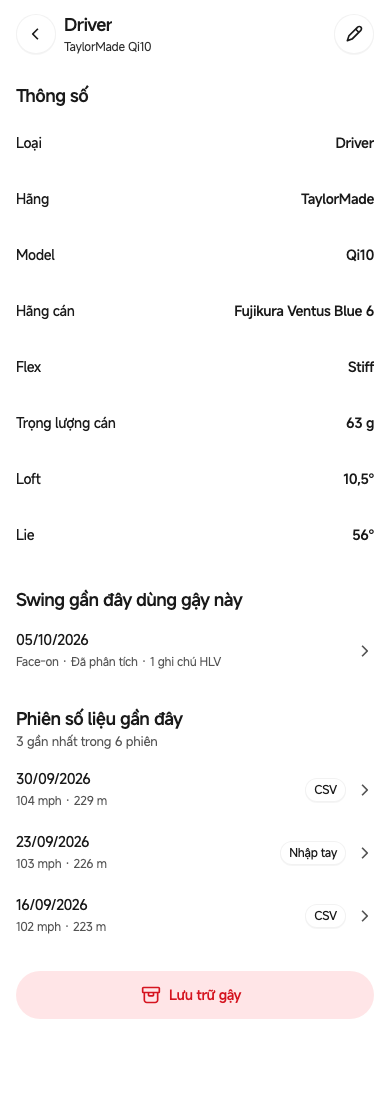 Driver
TaylorMade Qi10
Thông số
Loại Driver
Hãng TaylorMade
Model Qi10
Hãng cán Fujikura Ventus Blue 6
Flex Stiff
Trọng lượng cán 63 g
Loft 10,5°
Lie 56°
Swing gần đây dùng gậy này
05/10/2026
Face-on · Đã phân tích · 1 ghi chú HLV
Phiên số liệu gần đây
3 gần nhất trong 6 phiên
30/09/2026
104 mph · 229 m
CSV
23/09/2026
103 mph · 226 m
Nhập tay
16/09/2026
102 mph · 223 m
CSV
Lưu trữ gậy